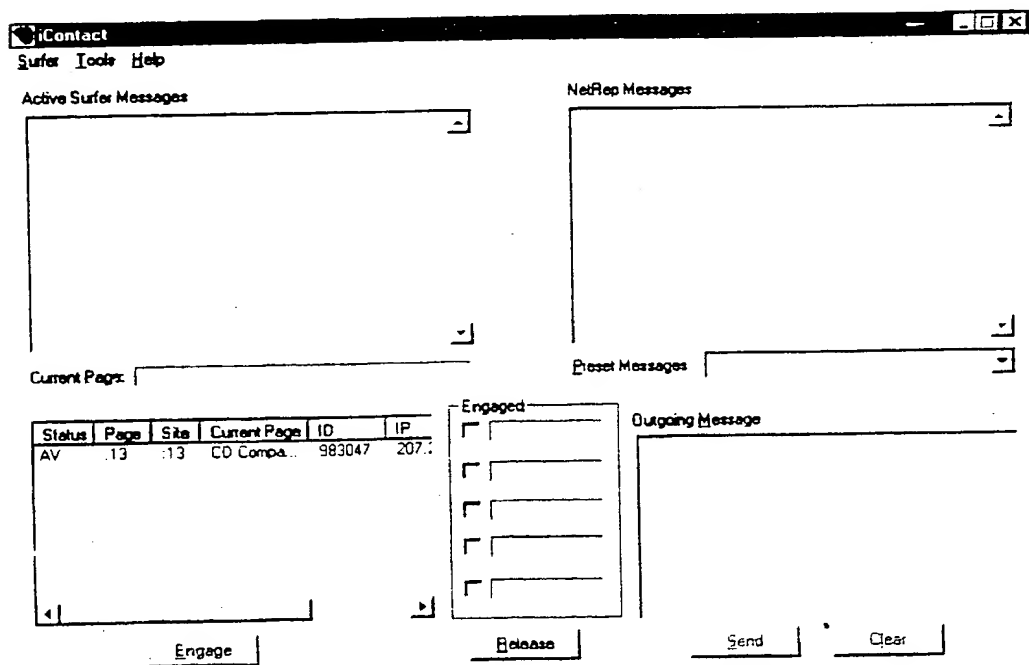 iContact
Surfer Tools Help
Active Surfer Messages
NetRep Messages
Current Page:
Preset Messages
Status Page Site Current Page ID IP
AV :13 :13 CD Compa... 983047 207.
Engaged
Outgoing Message
Engage
Release
Send
Clear